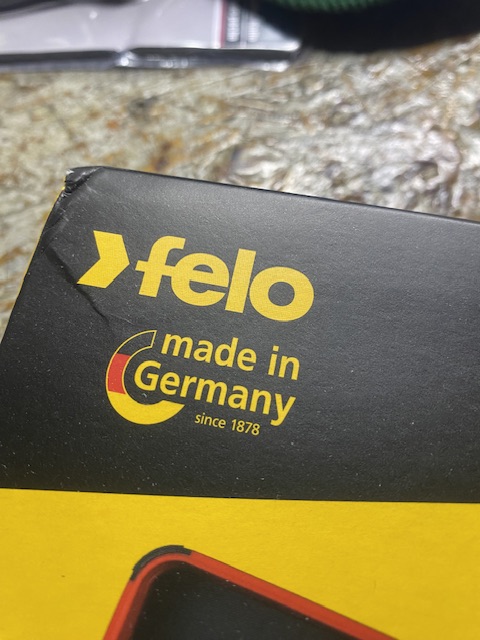 felo
made in
Germany
since 1878